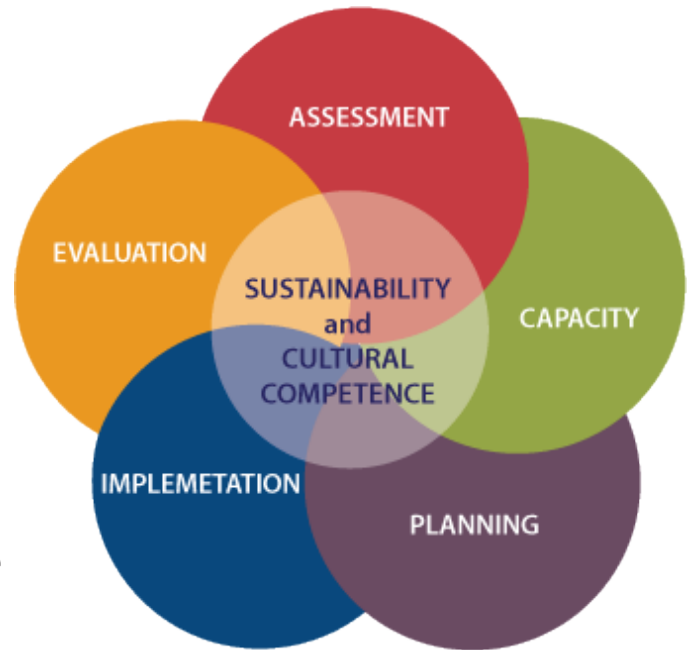 ASSESSMENT
EVALUATION
SUSTAINABILITY
and
CULTURAL
COMPETENCE
CAPACITY
IMPLEMETATION
PLANNING